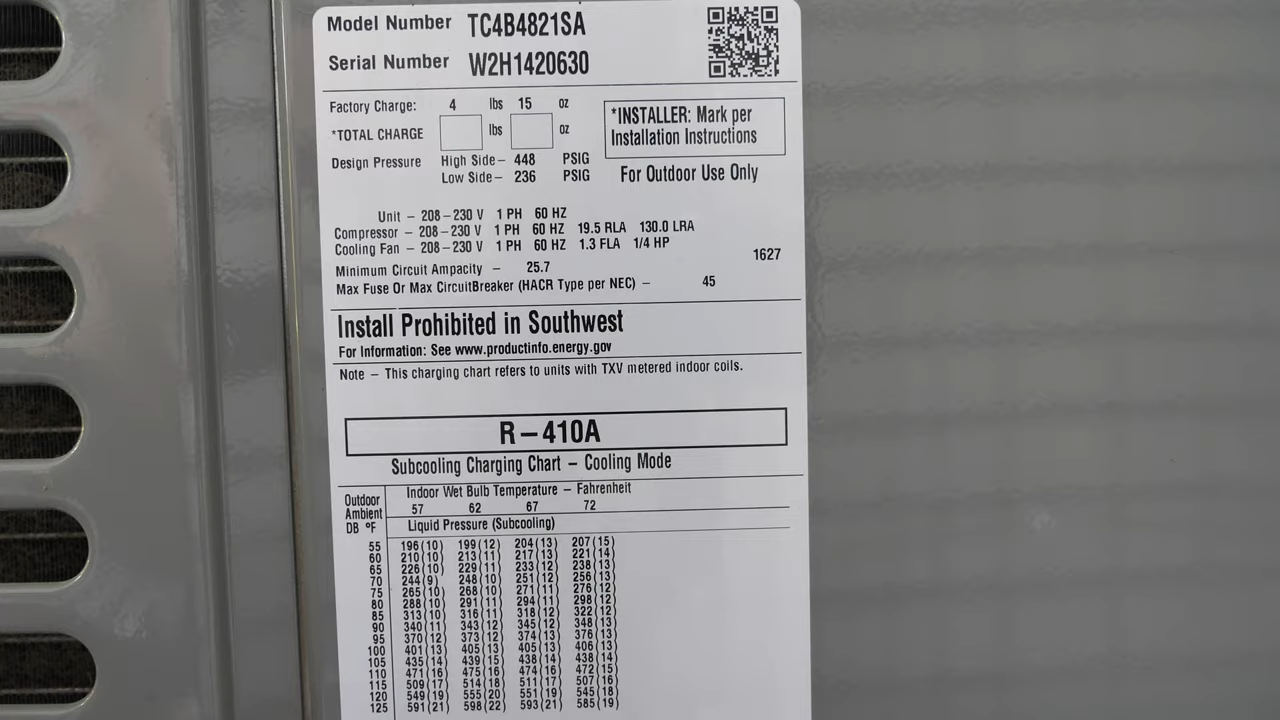 Model Number TC4B4821SA
Serial Number W2H1420630
Factory Charge: 4 lbs 15 oz
*TOTAL CHARGE lbs oz
*INSTALLER: Mark per
Installation Instructions
Design Pressure High Side – 448 PSIG
Low Side – 236 PSIG
For Outdoor Use Only
Unit – 208–230 V 1 PH 60 HZ
Compressor – 208–230 V 1 PH 60 HZ 19.5 RLA 130.0 LRA
Cooling Fan – 208–230 V 1 PH 60 HZ 1.3 FLA 1/4 HP
1627
Minimum Circuit Ampacity – 25.7
Max Fuse Or Max CircuitBreaker (HACR Type per NEC) – 45
Install Prohibited in Southwest
For Information: See www.productinfo.energy.gov
Note – This charging chart refers to units with TXV metered indoor coils.
R–410A
Subcooling Charging Chart – Cooling Mode
Outdoor Ambient DB °F
Indoor Wet Bulb Temperature – Fahrenheit
57 62 67 72
Liquid Pressure (Subcooling)
55 196(10) 199(12) 204(13) 207(15)
60 210(10) 213(11) 217(13) 221(14)
65 226(10) 229(11) 233(12) 238(13)
70 244(9) 248(10) 251(12) 256(13)
75 265(10) 268(10) 271(11) 276(12)
80 288(10) 291(11) 294(11) 298(12)
85 313(10) 316(11) 318(12) 322(12)
90 340(11) 343(12) 345(12) 348(13)
95 370(12) 373(12) 374(13) 376(13)
100 401(13) 405(13) 405(13) 406(13)
105 435(14) 439(15) 438(14) 438(14)
110 471(16) 475(16) 474(16) 472(15)
115 509(17) 514(18) 511(17) 507(16)
120 549(19) 555(20) 551(19) 545(18)
125 591(21) 598(22) 593(21) 585(19)